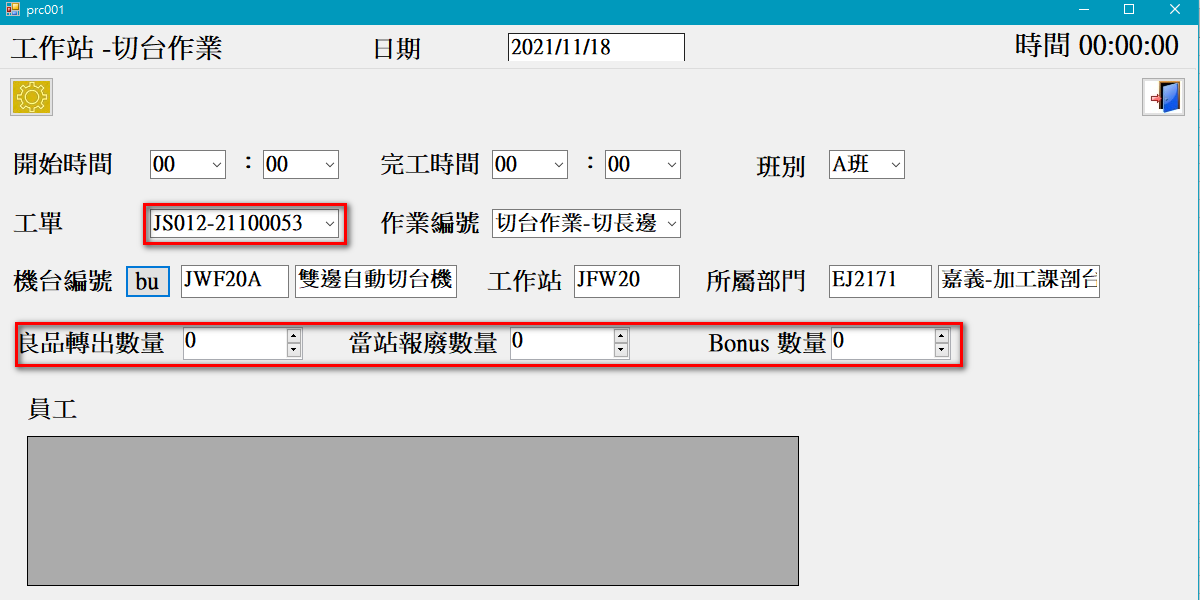 prc001
工作站 -切台作業 日期 2021/11/18 時間 00:00:00
開始時間 00 : 00 完工時間 00 : 00 班別 A班
工單 JS012-21100053 作業編號 切台作業-切長邊
機台編號 bu JWF20A 雙邊自動切台機 工作站 JFW20 所屬部門 EJ2171 嘉義-加工課剖台
良品轉出數量 0 當站報廢數量 0 Bonus 數量 0
員工